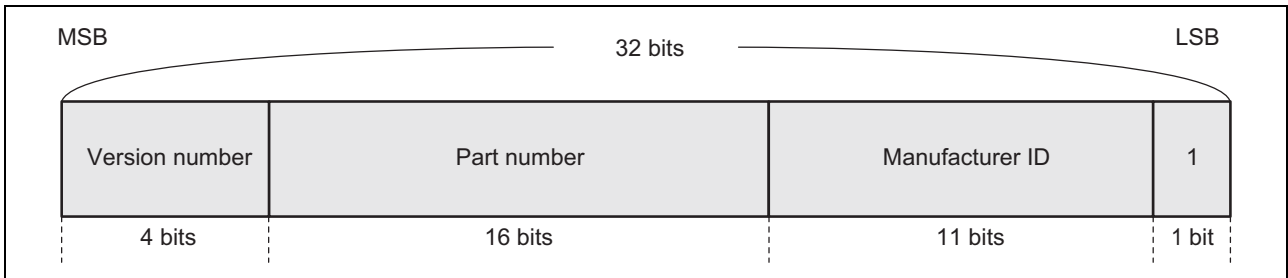 MSB
32 bits
LSB
Version number
Part number
Manufacturer ID
1
4 bits
16 bits
11 bits
1 bit